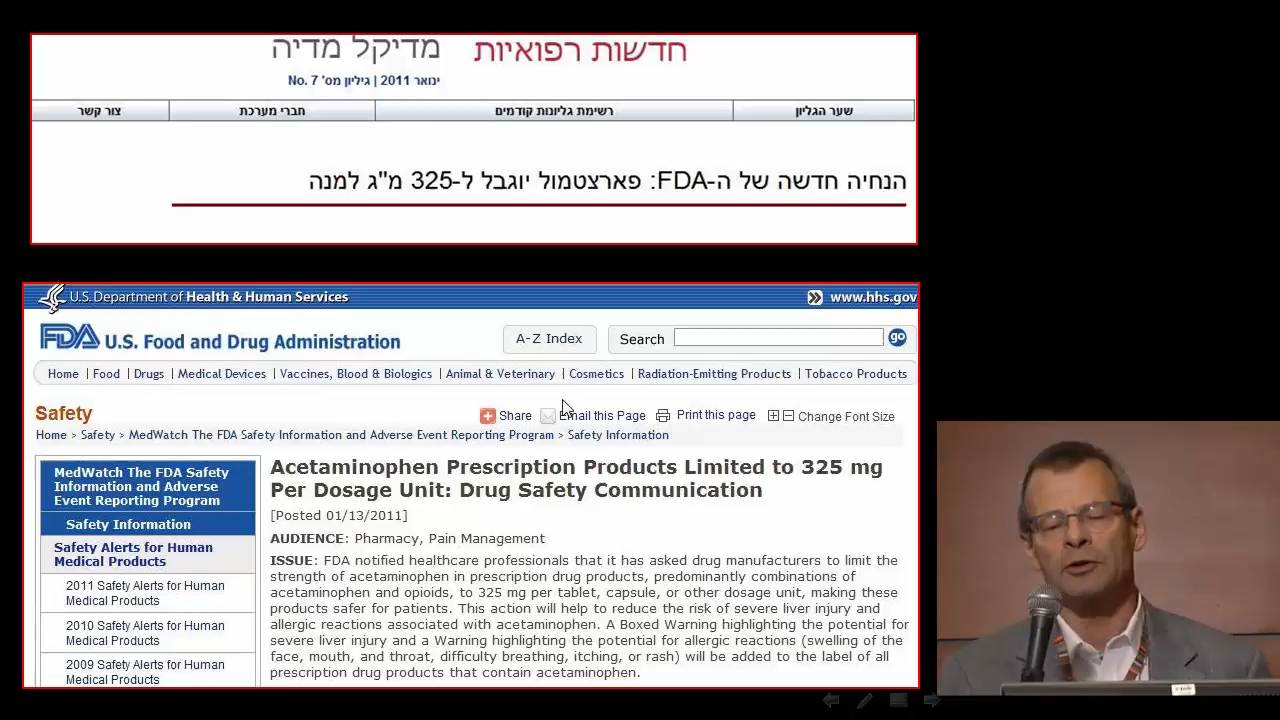 חדשות רפואיות מדיקל מדיה
ינואר 2011 | גיליון מס' No. 7
שער הגליון רשימת גליונות קודמים חברי מערכת צור קשר
הנחיה חדשה של ה-FDA: פארצטמול יוגבל ל-325 מ"ג למנה
U.S. Department of Health & Human Services www.hhs.gov
FDA U.S. Food and Drug Administration A-Z Index Search go
Home | Food | Drugs | Medical Devices | Vaccines, Blood & Biologics | Animal & Veterinary | Cosmetics | Radiation-Emitting Products | Tobacco Products
Safety Share Email this Page Print this page Change Font Size
Home > Safety > MedWatch The FDA Safety Information and Adverse Event Reporting Program > Safety Information
MedWatch The FDA Safety
Information and Adverse
Event Reporting Program
Safety Information
Safety Alerts for Human
Medical Products
2011 Safety Alerts for Human
Medical Products
2010 Safety Alerts for Human
Medical Products
2009 Safety Alerts for Human
Medical Products
Acetaminophen Prescription Products Limited to 325 mg
Per Dosage Unit: Drug Safety Communication
[Posted 01/13/2011]
AUDIENCE: Pharmacy, Pain Management
ISSUE: FDA notified healthcare professionals that it has asked drug manufacturers to limit the
strength of acetaminophen in prescription drug products, predominantly combinations of
acetaminophen and opioids, to 325 mg per tablet, capsule, or other dosage unit, making these
products safer for patients. This action will help to reduce the risk of severe liver injury and
allergic reactions associated with acetaminophen. A Boxed Warning highlighting the potential for
severe liver injury and a Warning highlighting the potential for allergic reactions (swelling of the
face, mouth, and throat, difficulty breathing, itching, or rash) will be added to the label of all
prescription drug products that contain acetaminophen.